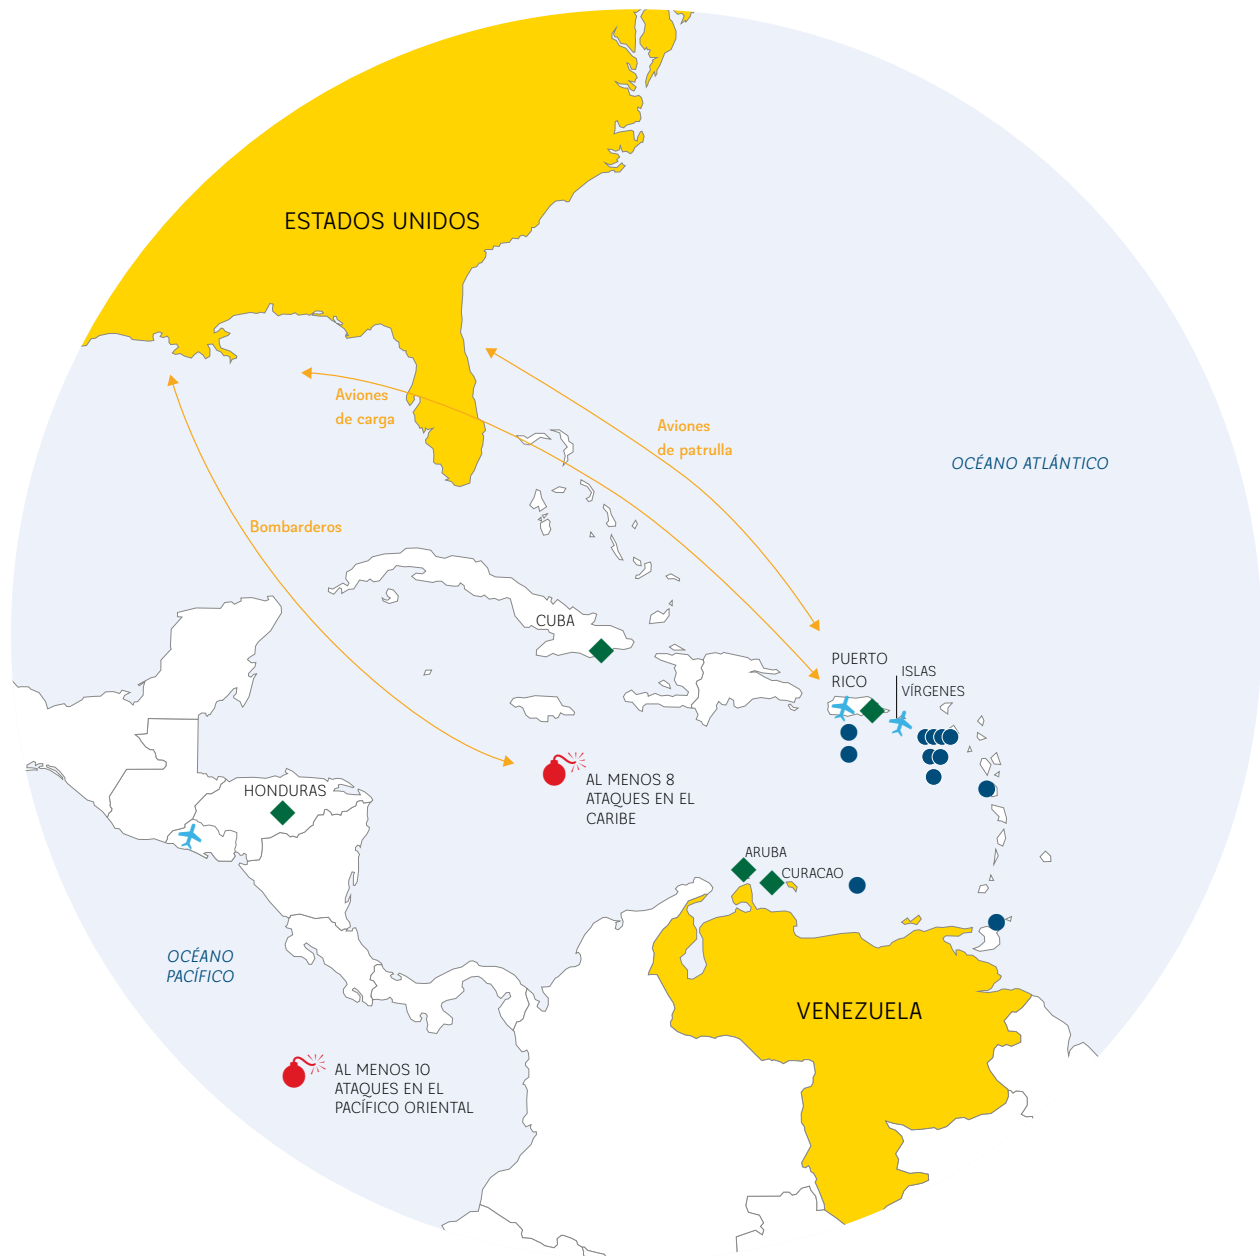 ESTADOS UNIDOS
Aviones
de carga
Aviones
de patrulla
OCÉANO ATLÁNTICO
Bombarderos
CUBA
PUERTO
RICO
ISLAS
VÍRGENES
AL MENOS 8
ATAQUES EN EL
CARIBE
HONDURAS
ARUBA
CURACAO
OCÉANO
PACÍFICO
VENEZUELA
AL MENOS 10
ATAQUES EN EL
PACÍFICO ORIENTAL